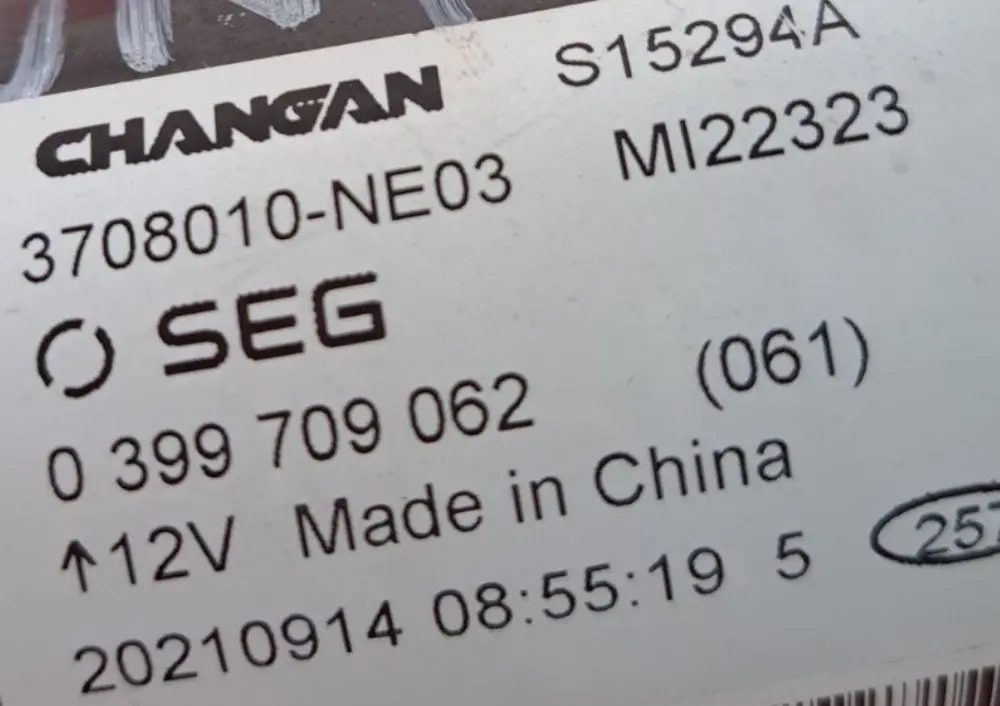 CHANGAN S15294A
3708010-NE03 MI22323
SEG
0 399 709 062 (061)
↑12V Made in China
20210914 08:55:19 5 257